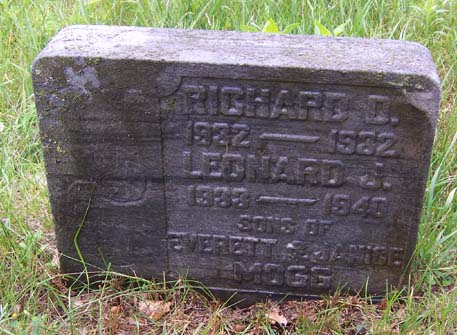 RICHARD D.
1932 — 1932
LEONARD J.
1933 — 1940
SONS OF
EVERETT & JANICE
MOGG